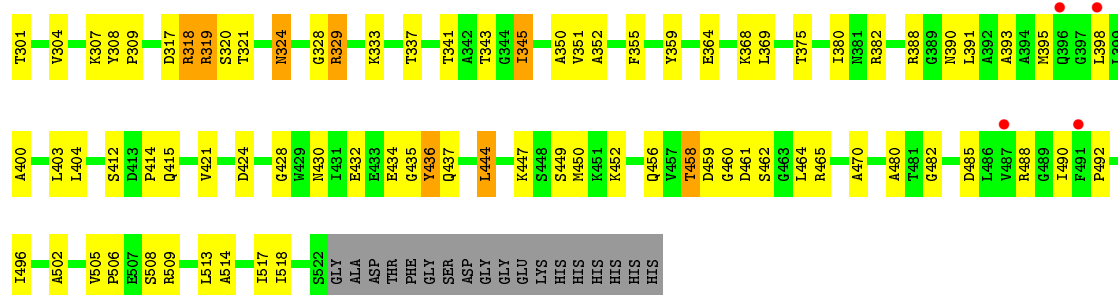 T301 V304 K307 Y308 P309 D317 R318 R319 S320 T321 N324 G328 R329 K333 T337 T341 A342 T343 G344 I345 A350 V351 A352 F355 Y359 E364 K368 L369 T375 I380 N381 R382 R388 G389 N390 L391 A392 A393 A394 M395 Q396 G397 L398 L399
A400 L403 L404 S412 D413 P414 Q415 V421 D424 G428 W429 N430 I431 E432 E433 E434 G435 Y436 Q437 L444 K447 S448 S449 M450 K451 K452 Q456 V457 T458 D459 G460 D461 S462 G463 L464 R465 A470 A480 T481 G482 D485 L486 V487 R488 G489 I490 F491 P492
I496 A502 V505 P506 E507 S508 R509 L513 A514 I517 I518 S522 GLY ALA ASP THR PHE GLY SER ASP GLY GLY GLU LYS HIS HIS HIS HIS HIS HIS